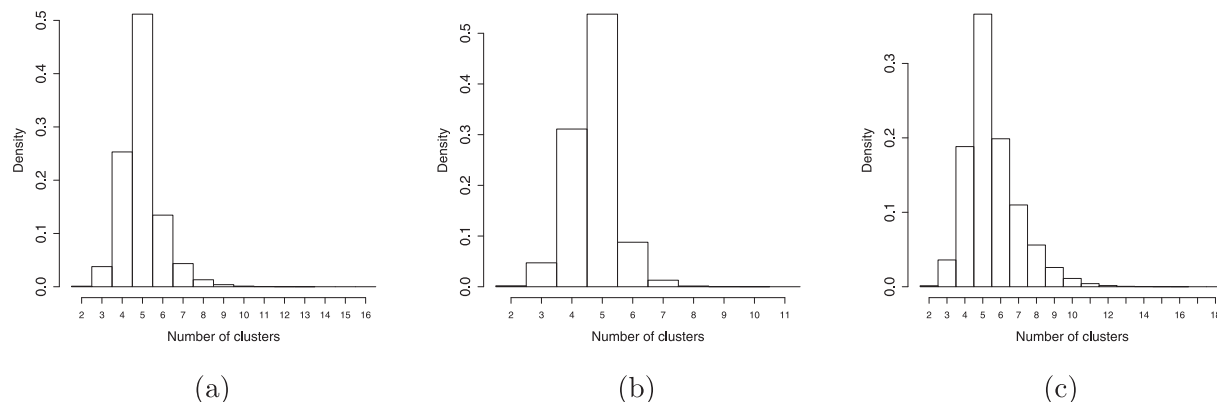 0.5
0.4
0.3
0.2
0.1
0.0
Density
2 3 4 5 6 7 8 9 10 11 12 13 14 15 16
Number of clusters
(a)
0.5
0.4
0.3
0.2
0.1
0.0
Density
2 3 4 5 6 7 8 9 10 11
Number of clusters
(b)
0.3
0.2
0.1
0.0
Density
2 3 4 5 6 7 8 9 10 12 14 16 18
Number of clusters
(c)